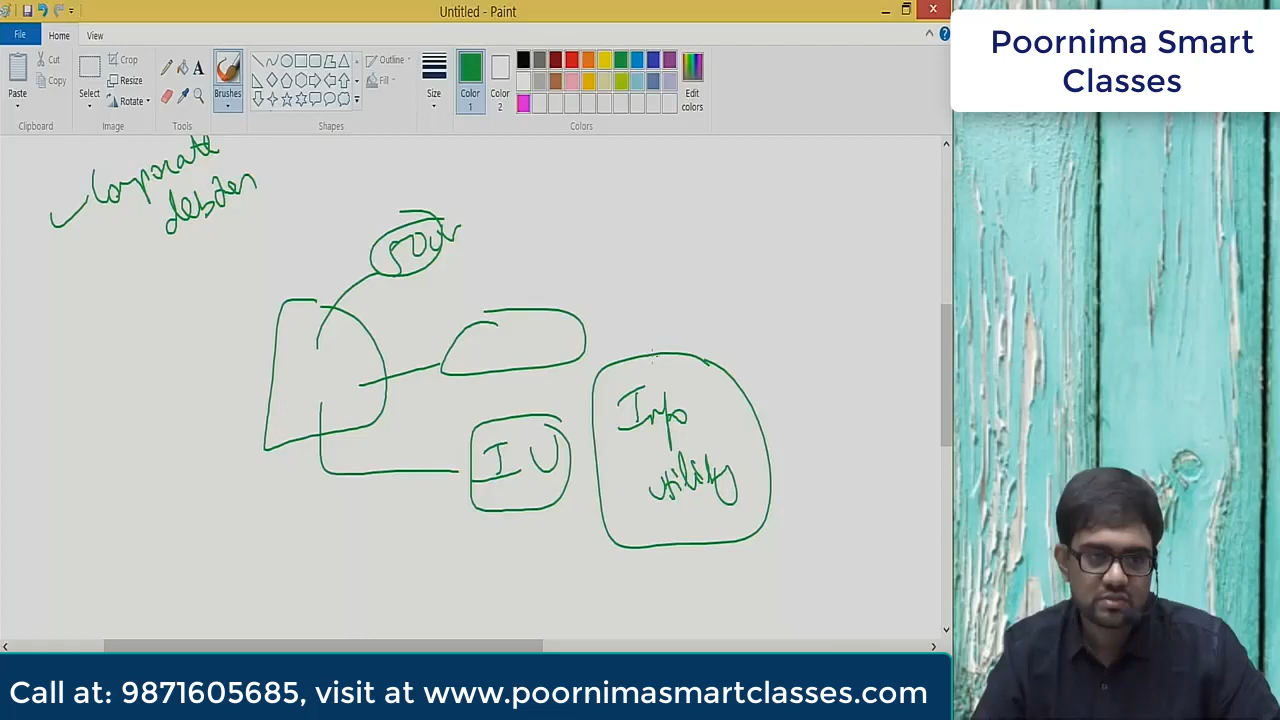 Untitled - Paint
File
Home
View
Poornima Smart
Classes
Paste
Cut
Copy
Clipboard
Select
Crop
Resize
Rotate
Image
Tools
Brushes
Shapes
Outline
Fill
Size
Color
1
Color
2
Edit
colors
Colors
Corporate
debtor
I U
Info
utility
Call at: 9871605685, visit at www.poornimasmartclasses.com